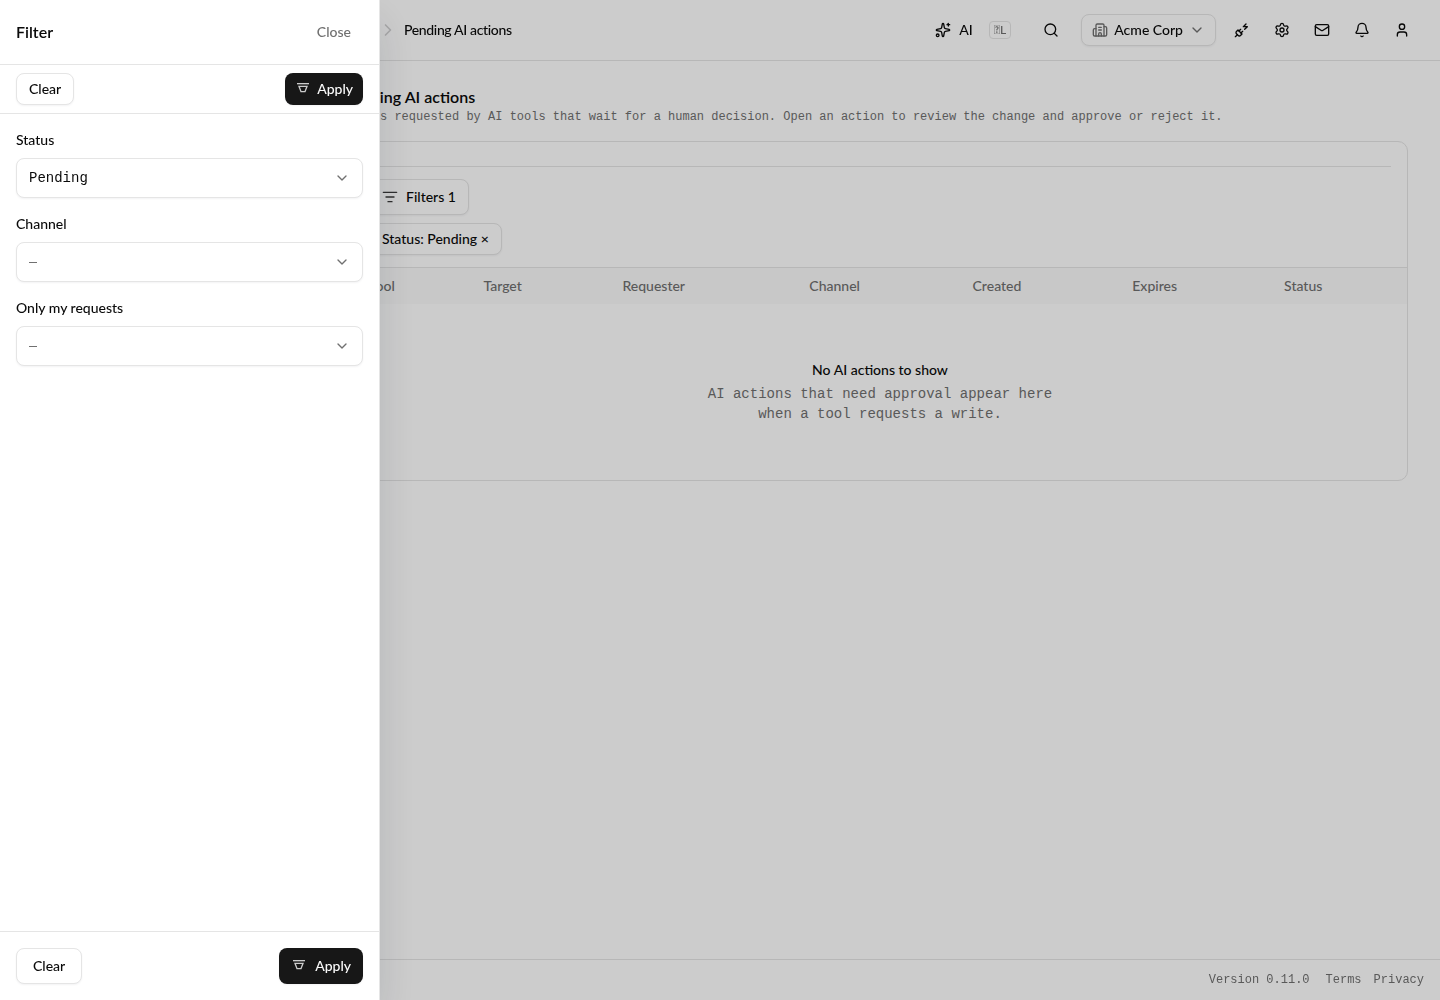 Filter
Close
Pending AI actions
AI
L
Acme Corp
Clear
Apply
ing AI actions
s requested by AI tools that wait for a human decision. Open an action to review the change and approve or reject it.
Status
Pending
Filters 1
Channel
Status: Pending ×
—
ool
Target
Requester
Channel
Created
Expires
Status
Only my requests
—
No AI actions to show
AI actions that need approval appear here
when a tool requests a write.
Clear
Apply
Version 0.11.0
Terms
Privacy